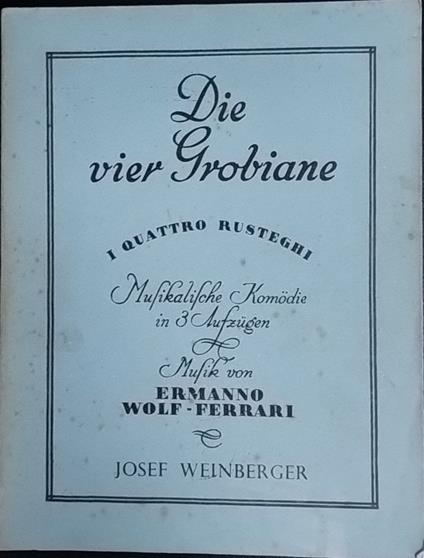 Die
vier Grobiane
I QUATTRO RUSTEGHI
Muſikaliſche Komödie
in 3 Aufzügen
Muſik von
ERMANNO
WOLF-FERRARI
JOSEF WEINBERGER